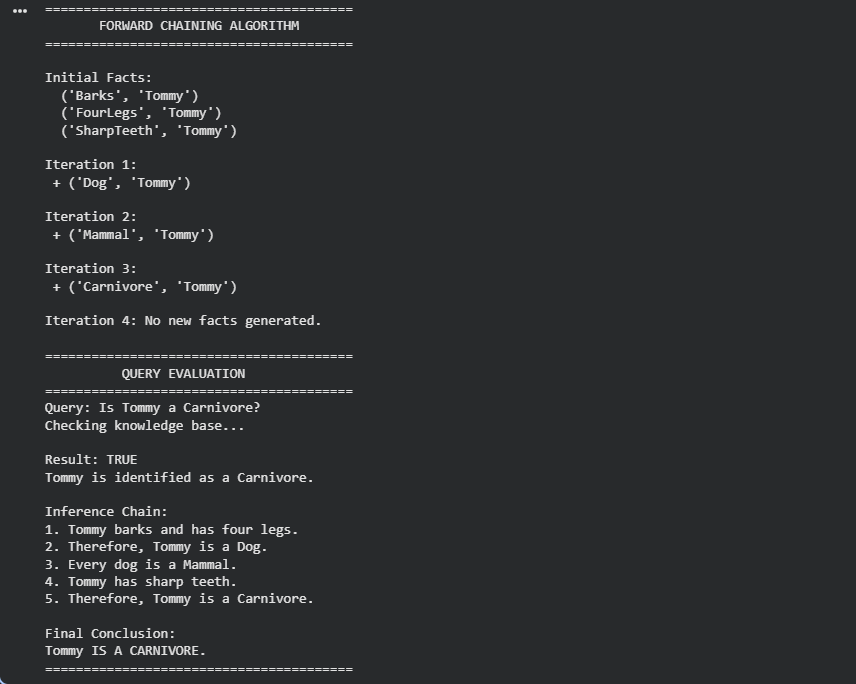 •••
========================================
FORWARD CHAINING ALGORITHM
========================================
Initial Facts:
('Barks', 'Tommy')
('FourLegs', 'Tommy')
('SharpTeeth', 'Tommy')
Iteration 1:
+ ('Dog', 'Tommy')
Iteration 2:
+ ('Mammal', 'Tommy')
Iteration 3:
+ ('Carnivore', 'Tommy')
Iteration 4: No new facts generated.
========================================
QUERY EVALUATION
========================================
Query: Is Tommy a Carnivore?
Checking knowledge base...
Result: TRUE
Tommy is identified as a Carnivore.
Inference Chain:
1. Tommy barks and has four legs.
2. Therefore, Tommy is a Dog.
3. Every dog is a Mammal.
4. Tommy has sharp teeth.
5. Therefore, Tommy is a Carnivore.
Final Conclusion:
Tommy IS A CARNIVORE.
========================================